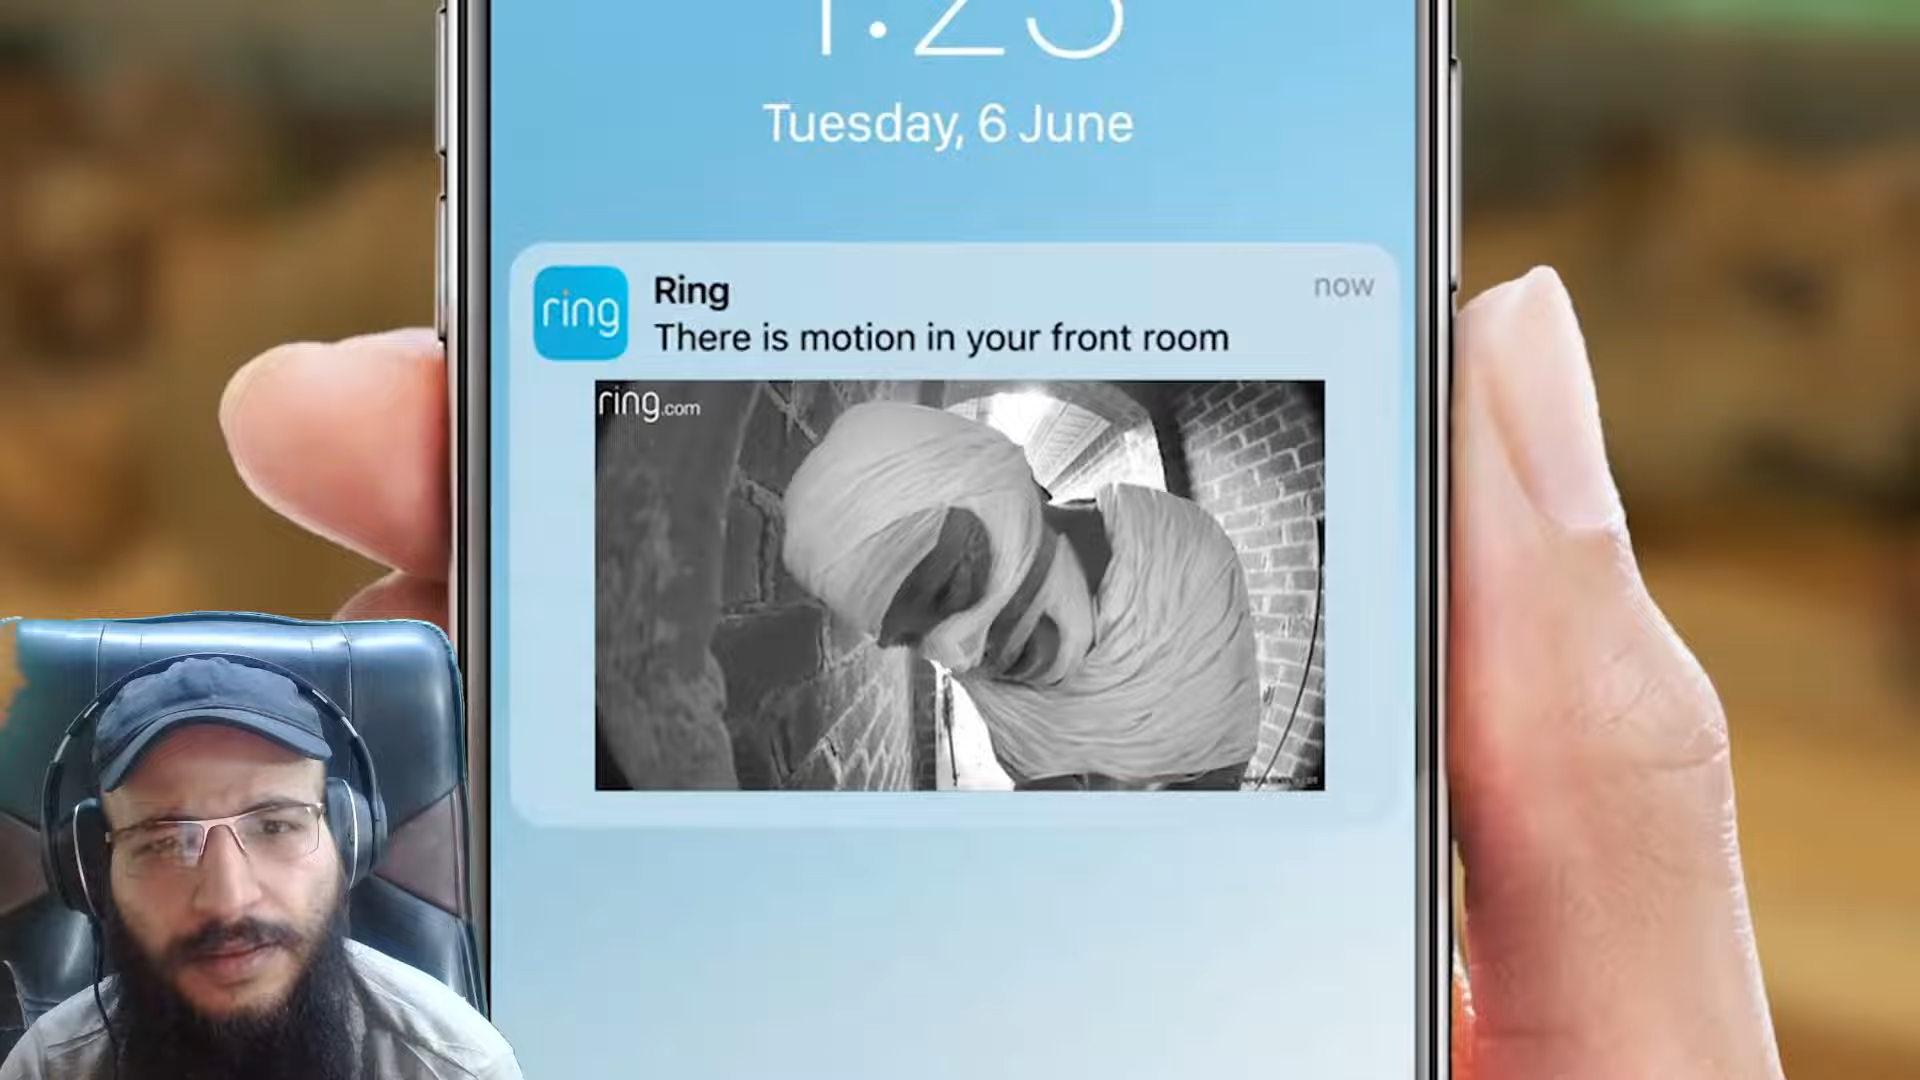 Tuesday, 6 June
ring
Ring
now
There is motion in your front room
ring.com